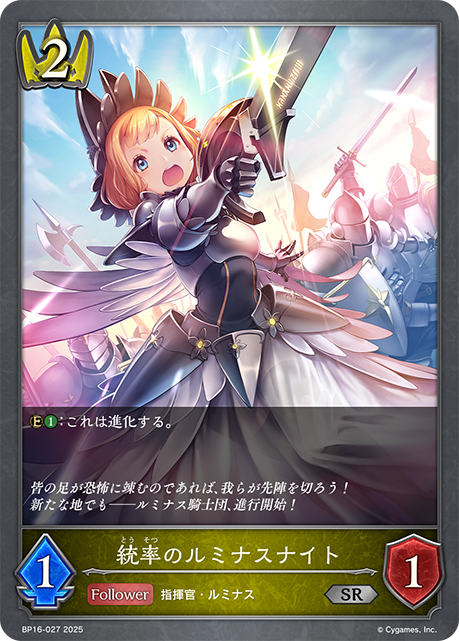 2
E1：これは進化する。
皆の足が恐怖に竦むのであれば、我らが先陣を切ろう！
新たな地でも――ルミナス騎士団、進行開始！
とう そつ
統率のルミナスナイト
1
Follower 指揮官・ルミナス SR
1
BP16-027 2025
© Cygames, Inc.